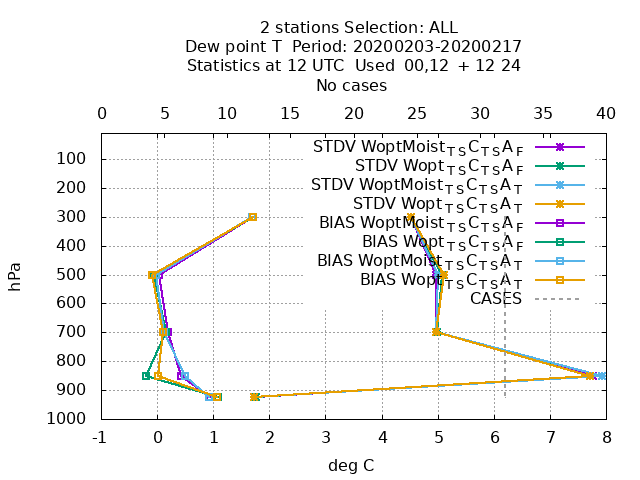 2 stations Selection: ALL
Dew point T  Period: 20200203-20200217
Statistics at 12 UTC  Used  00,12  + 12 24
No cases
0 5 10 15 20 25 30 35 40
STDV WoptMoistTSCTSAF
100 STDV WoptTSCTSAF
STDV WoptMoistTSCTSAT
200 STDV WoptTSCTSAT
300 BIAS WoptMoistTSCTSAF
400 BIAS WoptTSCTSAF
BIAS WoptMoistTSCTSAT
500 BIAS WoptTSCTSAT
600 CASES
700
800
900
1000
hPa
-1 0 1 2 3 4 5 6 7 8
deg C